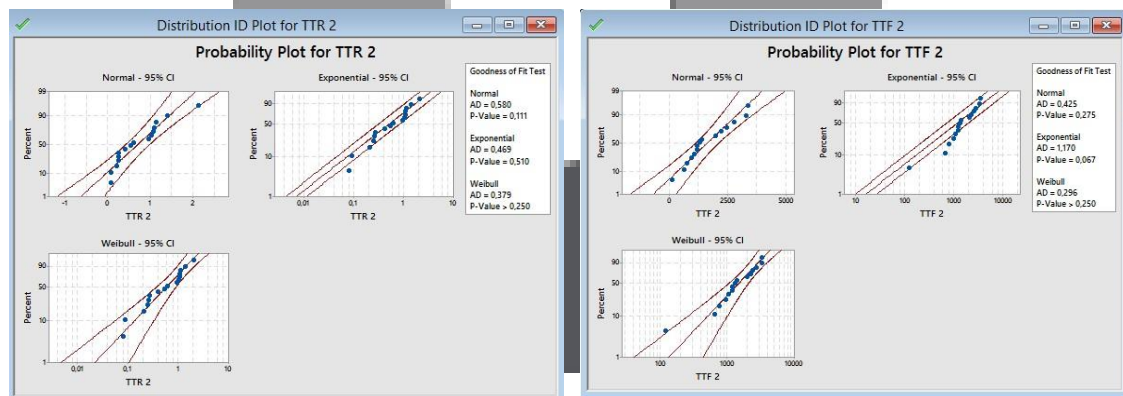 Distribution ID Plot for TTR 2
Probability Plot for TTR 2
Normal - 95% CI
Exponential - 95% CI
Percent
99
90
50
10
1
-1
0
1
2
TTR 2
Percent
90
50
10
1
0,01
0,1
1
10
TTR 2
Goodness of Fit Test
Normal
AD = 0,580
P-Value = 0,111
Exponential
AD = 0,469
P-Value = 0,510
Weibull
AD = 0,379
P-Value > 0,250
Weibull - 95% CI
Percent
90
50
10
1
0,01
0,1
1
10
TTR 2
Distribution ID Plot for TTF 2
Probability Plot for TTF 2
Normal - 95% CI
Exponential - 95% CI
Percent
99
90
50
10
1
0
2500
5000
TTF 2
Percent
90
50
10
1
10
100
1000
10000
TTF 2
Goodness of Fit Test
Normal
AD = 0,425
P-Value = 0,275
Exponential
AD = 1,170
P-Value = 0,067
Weibull
AD = 0,296
P-Value > 0,250
Weibull - 95% CI
Percent
90
50
10
1
100
1000
10000
TTF 2